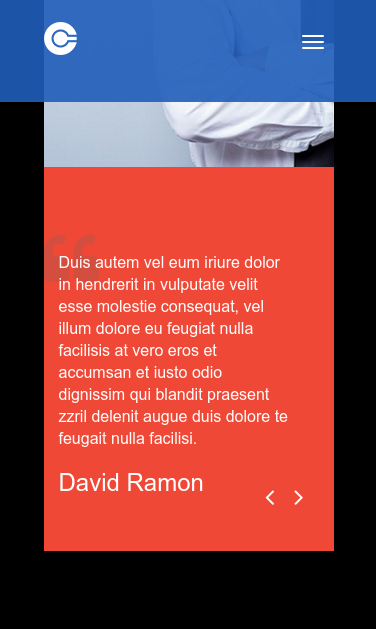 Duis autem vel eum iriure dolor
in hendrerit in vulputate velit
esse molestie consequat, vel
illum dolore eu feugiat nulla
facilisis at vero eros et
accumsan et iusto odio
dignissim qui blandit praesent
zzril delenit augue duis dolore te
feugait nulla facilisi.
David Ramon